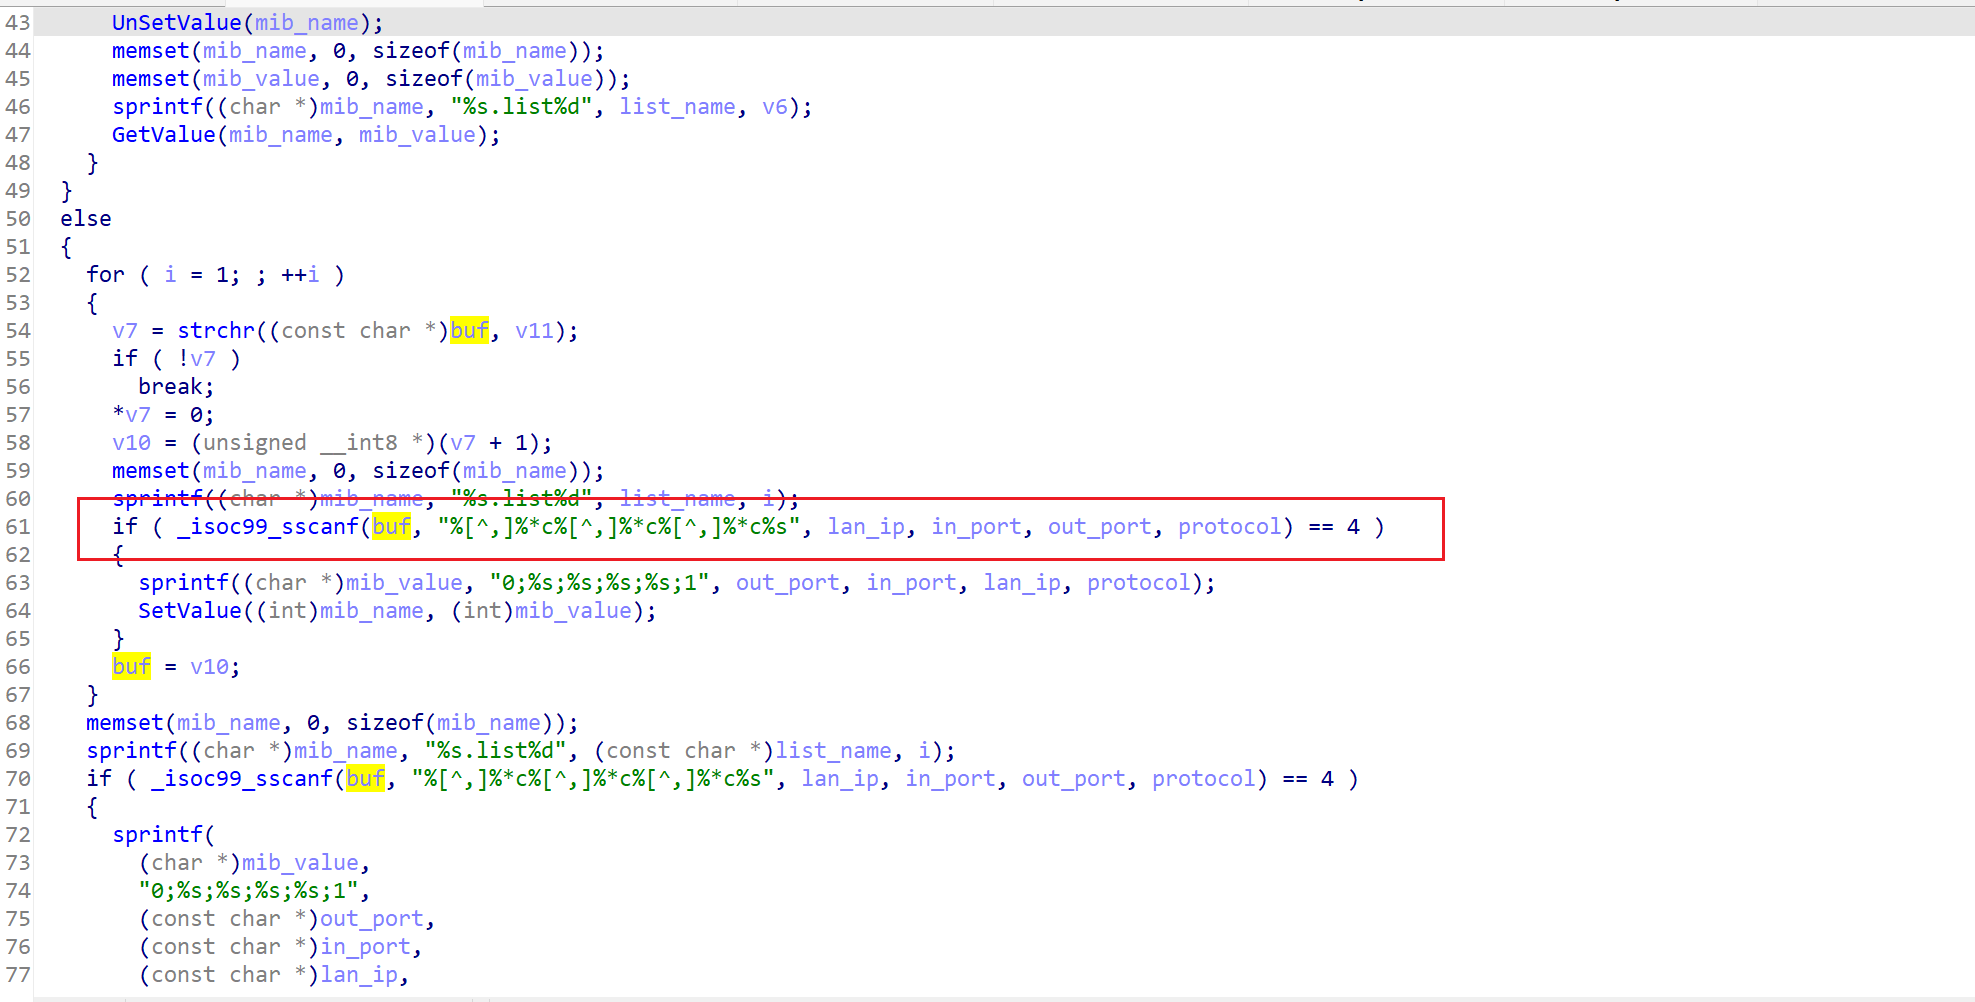 43 UnSetValue(mib_name);
44 memset(mib_name, 0, sizeof(mib_name));
45 memset(mib_value, 0, sizeof(mib_value));
46 sprintf((char *)mib_name, "%s.list%d", list_name, v6);
47 GetValue(mib_name, mib_value);
48 }
49 }
50 else
51 {
52 for ( i = 1; ; ++i )
53 {
54 v7 = strchr((const char *)buf, v11);
55 if ( !v7 )
56 break;
57 *v7 = 0;
58 v10 = (unsigned __int8 *)(v7 + 1);
59 memset(mib_name, 0, sizeof(mib_name));
60 sprintf((char *)mib_name, "%s.list%d", list_name, i);
61 if ( _isoc99_sscanf(buf, "%[^,]%*c%[^,]%*c%[^,]%*c%s", lan_ip, in_port, out_port, protocol) == 4 )
62 {
63 sprintf((char *)mib_value, "0;%s;%s;%s;%s;1", out_port, in_port, lan_ip, protocol);
64 SetValue((int)mib_name, (int)mib_value);
65 }
66 buf = v10;
67 }
68 memset(mib_name, 0, sizeof(mib_name));
69 sprintf((char *)mib_name, "%s.list%d", (const char *)list_name, i);
70 if ( _isoc99_sscanf(buf, "%[^,]%*c%[^,]%*c%[^,]%*c%s", lan_ip, in_port, out_port, protocol) == 4 )
71 {
72 sprintf(
73 (char *)mib_value,
74 "0;%s;%s;%s;%s;1",
75 (const char *)out_port,
76 (const char *)in_port,
77 (const char *)lan_ip,